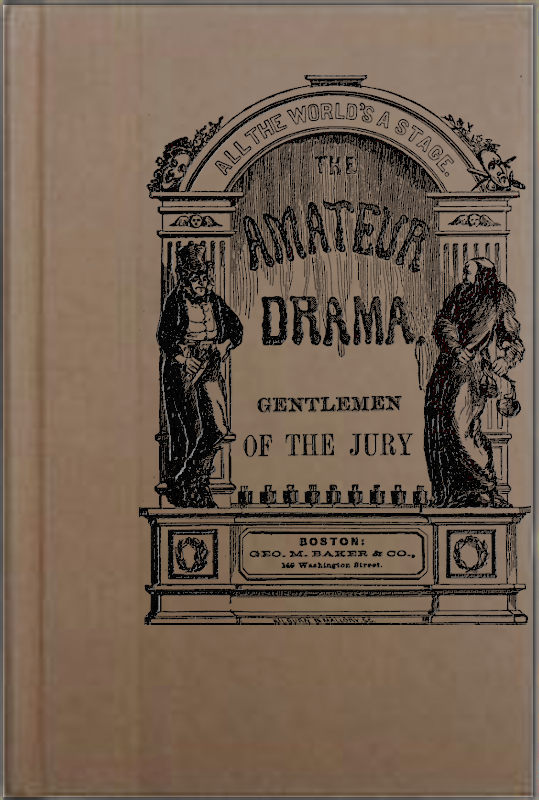 ALL THE WORLD'S A STAGE.
THE
AMATEUR
DRAMA.
GENTLEMEN
OF THE JURY
BOSTON:
GEO. M. BAKER & CO.,
149 Washington Street.